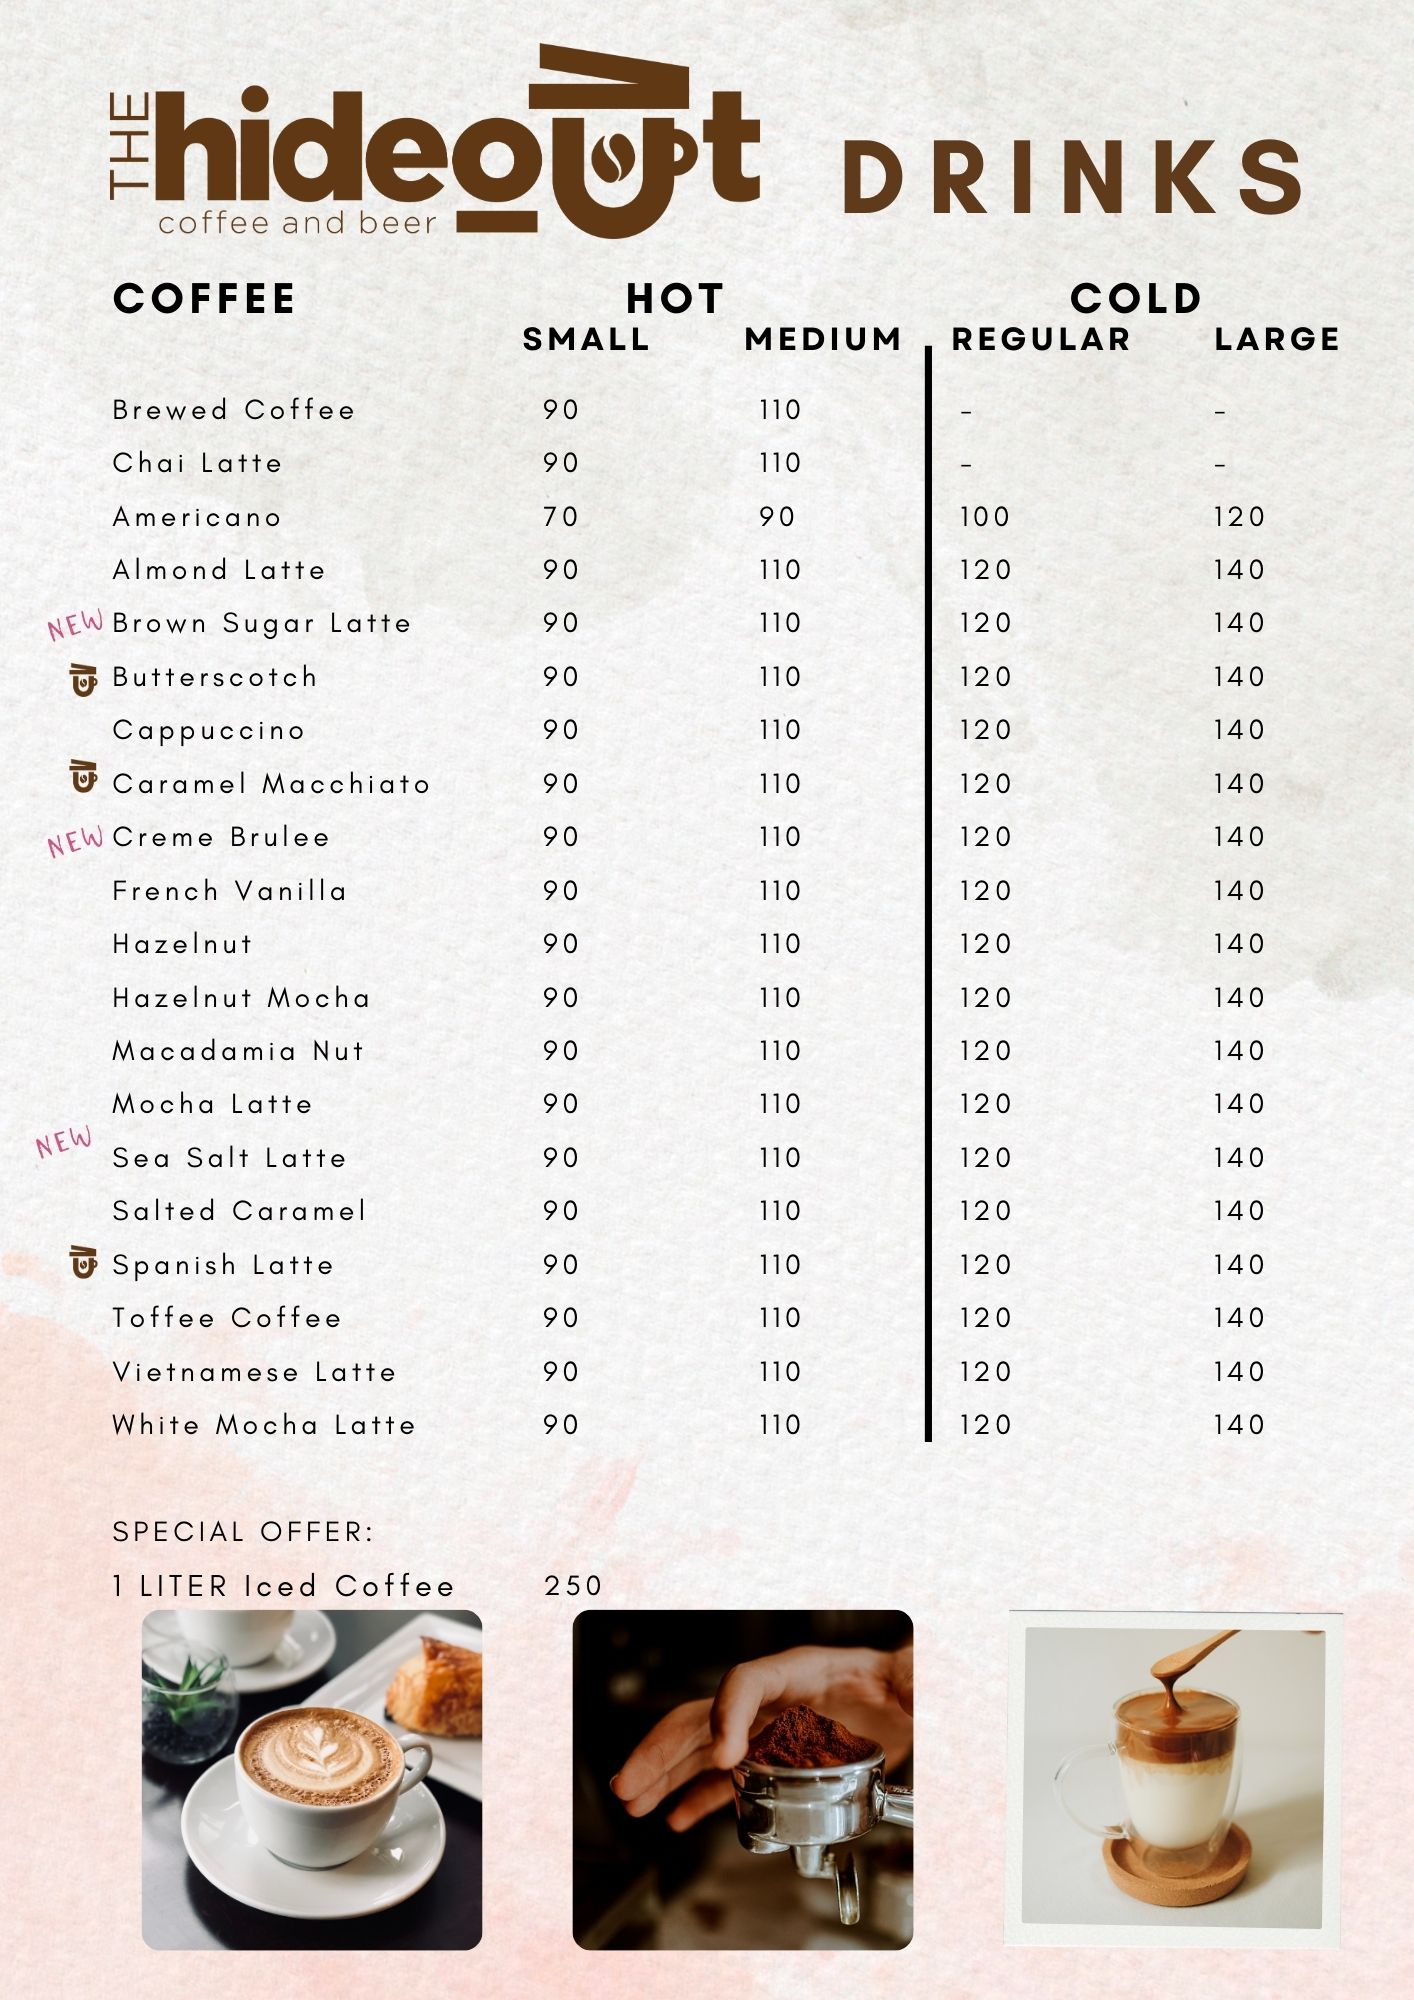 THE hideout DRINKS
coffee and beer
COFFEE HOT COLD
SMALL MEDIUM REGULAR LARGE
Brewed Coffee 90 110 - -
Chai Latte 90 110 - -
Americano 70 90 100 120
Almond Latte 90 110 120 140
NEW Brown Sugar Latte 90 110 120 140
Butterscotch 90 110 120 140
Cappuccino 90 110 120 140
Caramel Macchiato 90 110 120 140
NEW Creme Brulee 90 110 120 140
French Vanilla 90 110 120 140
Hazelnut 90 110 120 140
Hazelnut Mocha 90 110 120 140
Macadamia Nut 90 110 120 140
Mocha Latte 90 110 120 140
NEW Sea Salt Latte 90 110 120 140
Salted Caramel 90 110 120 140
Spanish Latte 90 110 120 140
Toffee Coffee 90 110 120 140
Vietnamese Latte 90 110 120 140
White Mocha Latte 90 110 120 140
SPECIAL OFFER:
1 LITER Iced Coffee 250